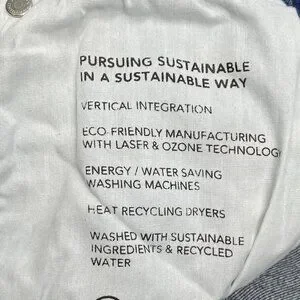 PURSUING SUSTAINABLE
IN A SUSTAINABLE WAY
VERTICAL INTEGRATION
ECO-FRIENDLY MANUFACTURING
WITH LASER & OZONE TECHNOLOGY
ENERGY / WATER SAVING
WASHING MACHINES
HEAT RECYCLING DRYERS
WASHED WITH SUSTAINABLE
INGREDIENTS & RECYCLED
WATER